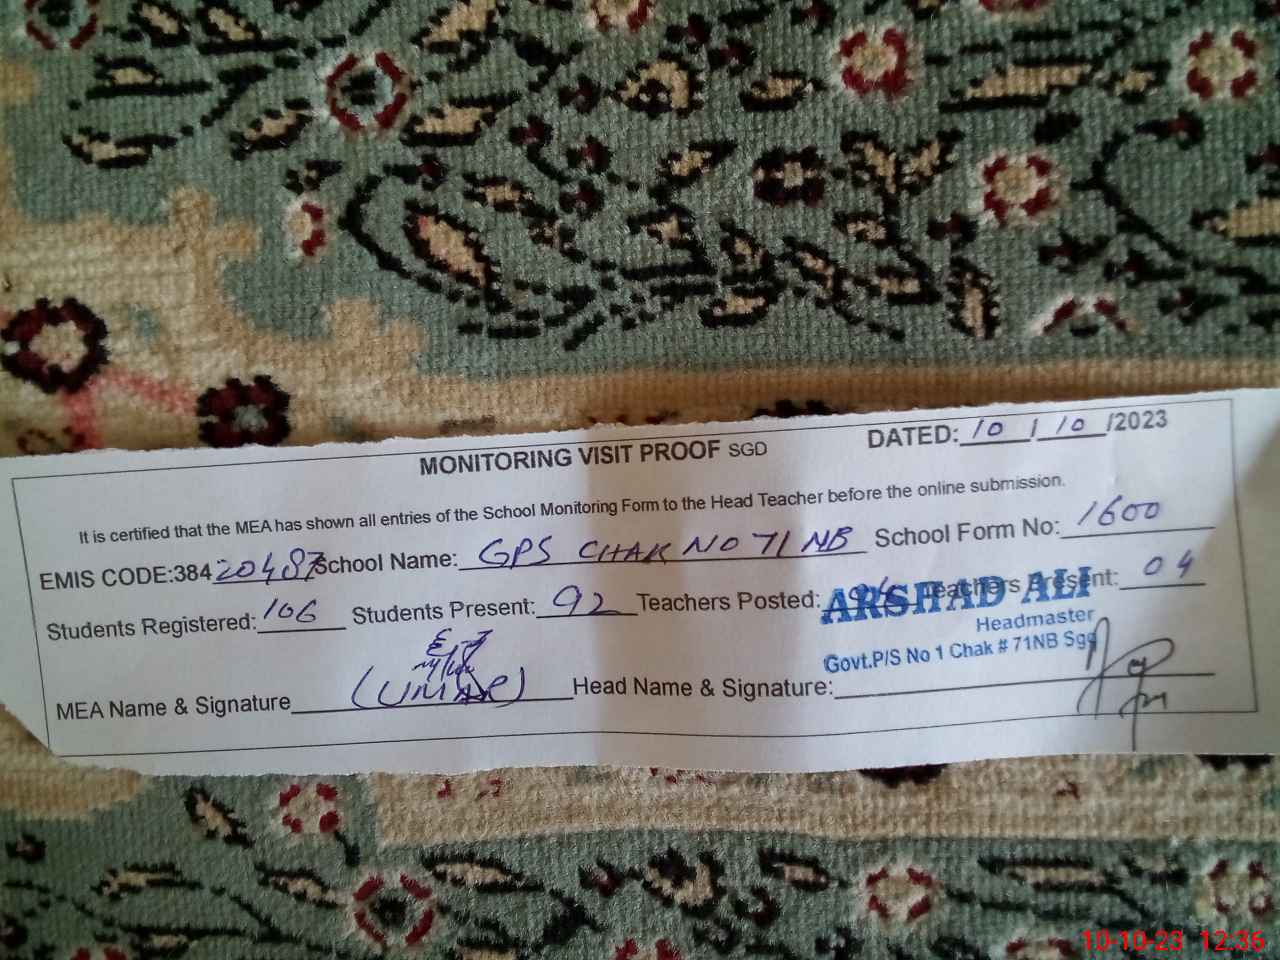 MONITORING VISIT PROOF SGD DATED: 10 / 10 /2023
It is certified that the MEA has shown all entries of the School Monitoring Form to the Head Teacher before the online submission.
EMIS CODE:38420487 School Name: GPS CHAK NO 71 NB School Form No: 1600
Students Registered: 106 Students Present: 92 Teachers Posted: Teachers Present: 04
ARSHAD ALI
Headmaster
Govt.P/S No 1 Chak # 71NB Sgd
MEA Name & Signature (UMAR) Head Name & Signature:
10-10-23 12:36